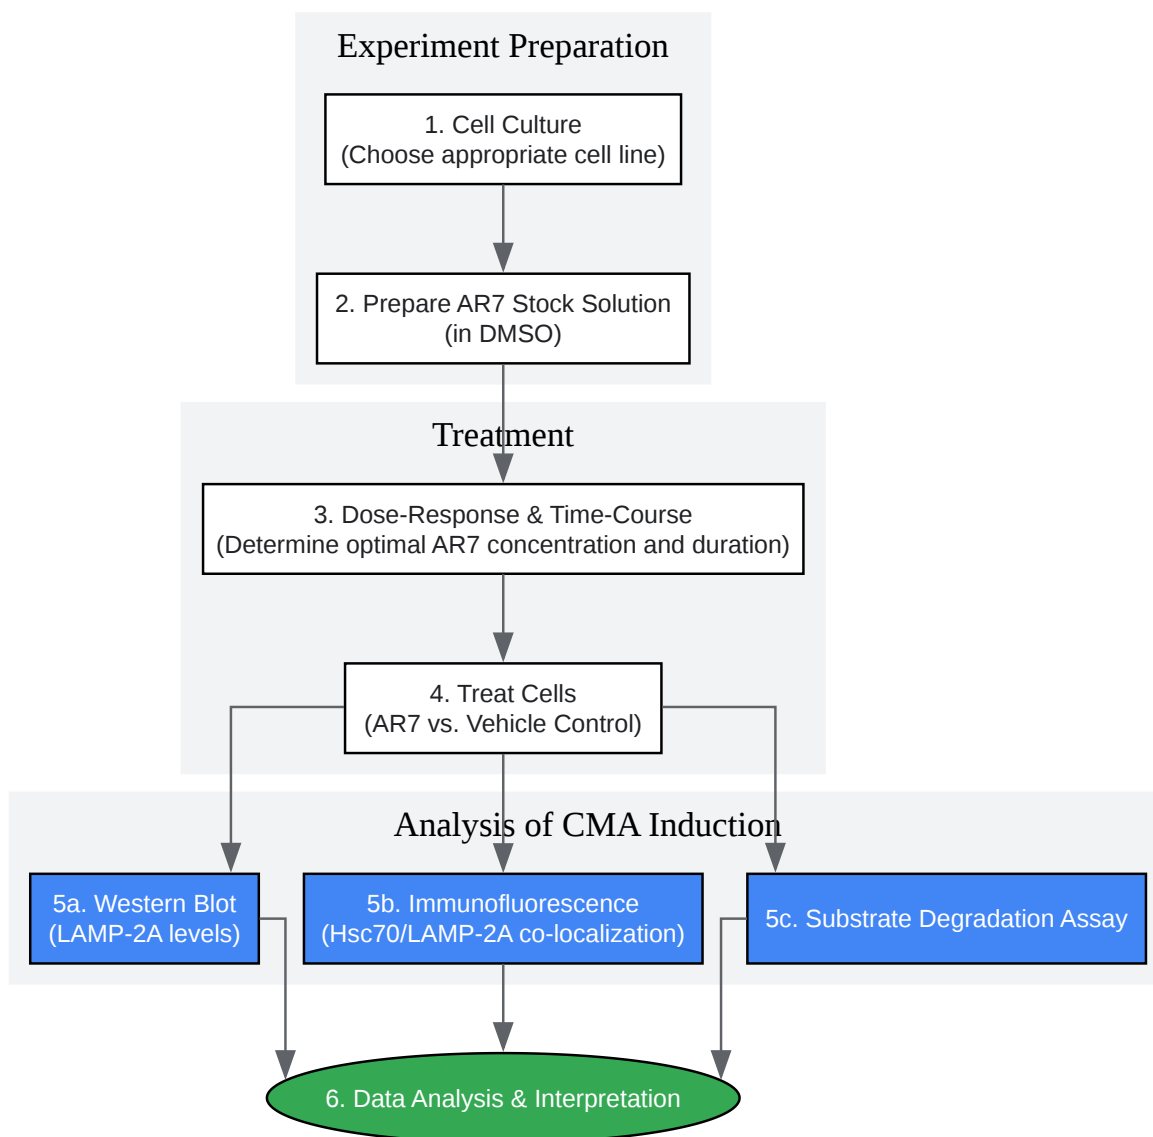 Experiment Preparation
1. Cell Culture
(Choose appropriate cell line)
2. Prepare AR7 Stock Solution
(in DMSO)
Treatment
3. Dose-Response & Time-Course
(Determine optimal AR7 concentration and duration)
4. Treat Cells
(AR7 vs. Vehicle Control)
Analysis of CMA Induction
5a. Western Blot
(LAMP-2A levels)
5b. Immunofluorescence
(Hsc70/LAMP-2A co-localization)
5c. Substrate Degradation Assay
6. Data Analysis & Interpretation